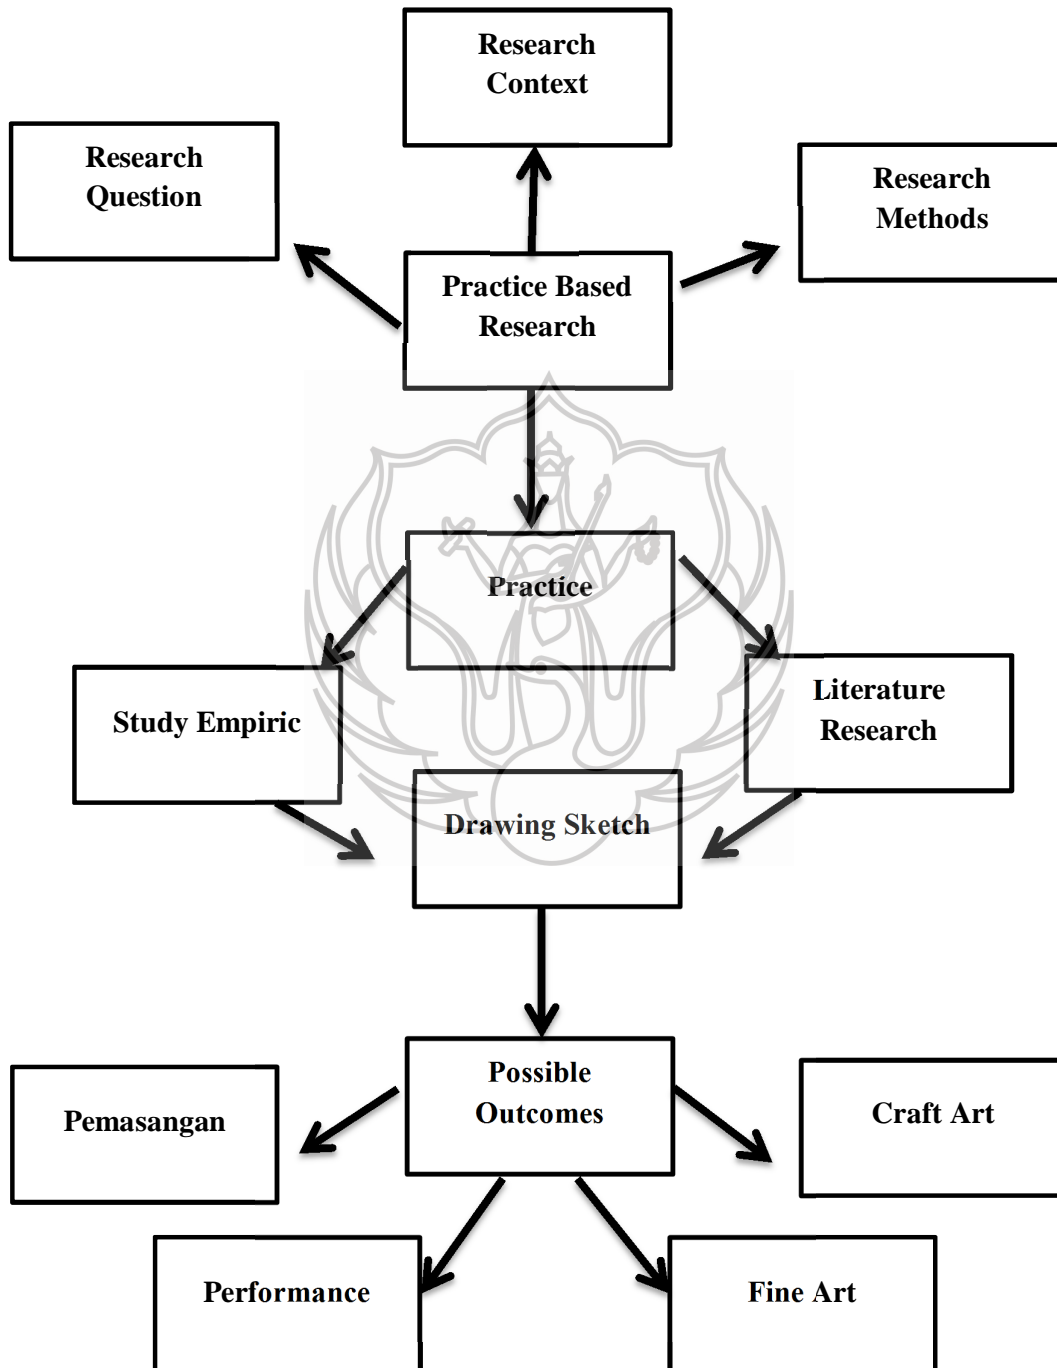 Research
Context
Research
Question
Research
Methods
Practice Based
Research
Practice
Study Empiric
Literature
Research
Drawing Sketch
Possible
Outcomes
Pemasangan
Craft Art
Performance
Fine Art